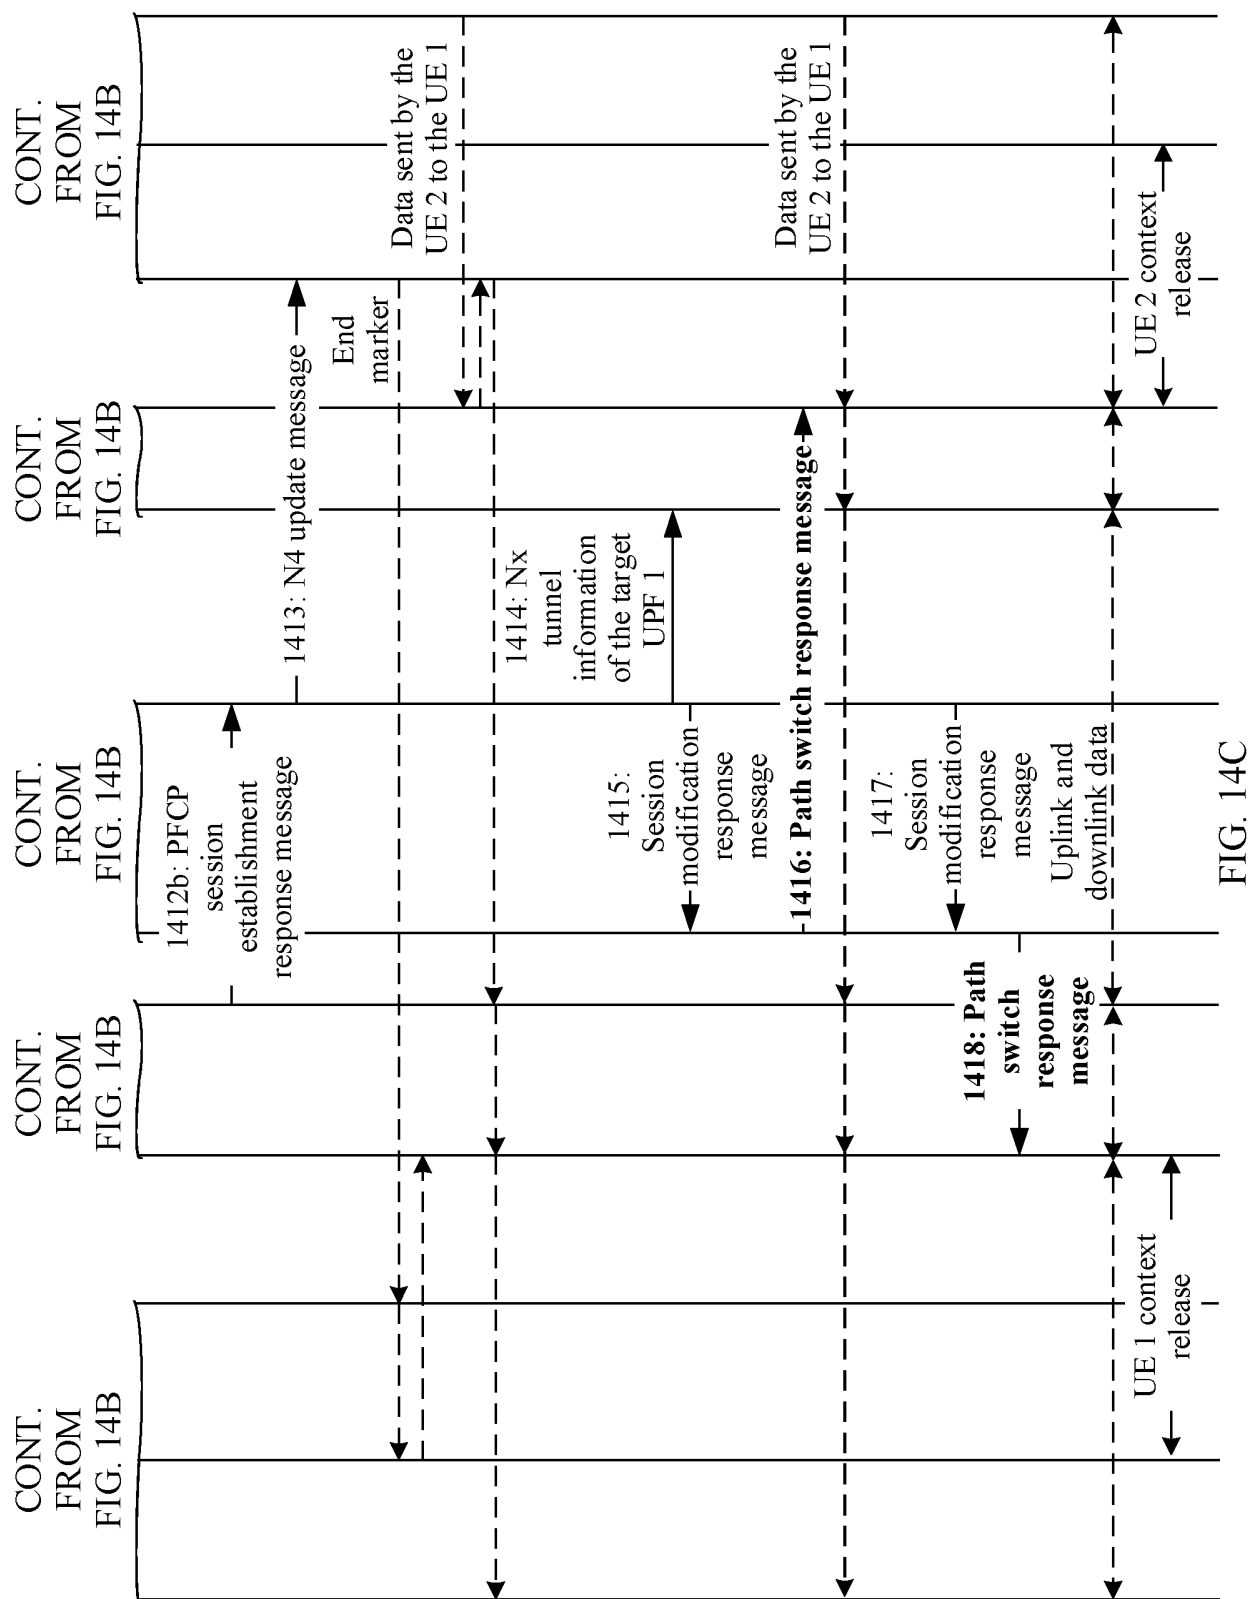 CONT.
FROM
FIG. 14B
CONT.
FROM
FIG. 14B
CONT.
FROM
FIG. 14B
CONT.
FROM
FIG. 14B
CONT.
FROM
FIG. 14B
1412b: PFCP
session
establishment
response message
1413: N4 update message
End
marker
Data sent by the
UE 2 to the UE 1
1414: Nx
tunnel
information
of the target
UPF 1
1415:
Session
modification
response
message
1416: Path switch response message
Data sent by the
UE 2 to the UE 1
1417:
Session
modification
response
message
1418: Path
switch
response
message
Uplink and
downlink data
UE 1 context
release
UE 2 context
release
FIG. 14C